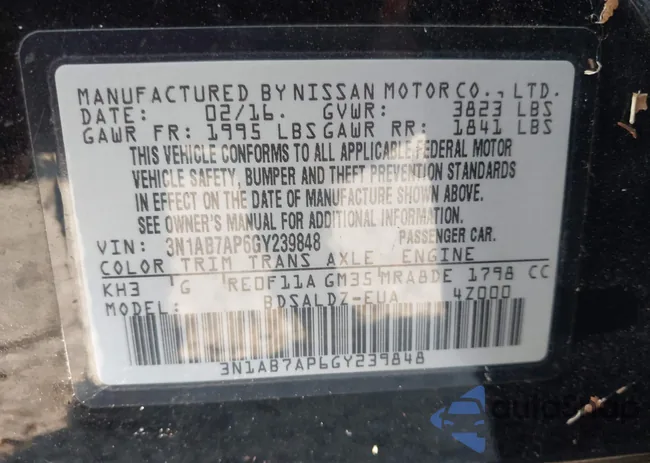 MANUFACTURED BY NISSAN MOTOR CO., LTD.
DATE: 02/16. GVWR: 3823 LBS
GAWR FR: 1995 LBS GAWR RR: 1841 LBS
THIS VEHICLE CONFORMS TO ALL APPLICABLE FEDERAL MOTOR
VEHICLE SAFETY, BUMPER AND THEFT PREVENTION STANDARDS
IN EFFECT ON THE DATE OF MANUFACTURE SHOWN ABOVE.
SEE OWNER'S MANUAL FOR ADDITIONAL INFORMATION.
VIN: 3N1AB7AP6GY239848 PASSENGER CAR.
COLOR TRIM TRANS AXLE ENGINE
KH3 G RE0F11A GM35 MRA8DE 1798 CC
MODEL: BDSALDZ-EUA 4Z000
3N1AB7AP6GY239848